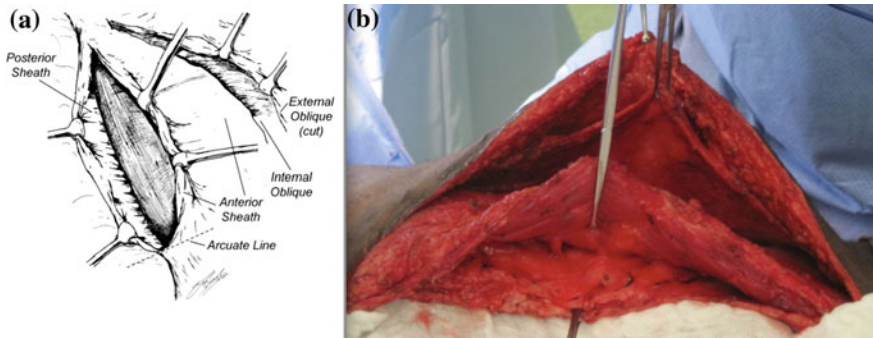 (a)
Posterior
Sheath
External
Oblique
(cut)
Internal
Oblique
Anterior
Sheath
Arcuate Line
(b)